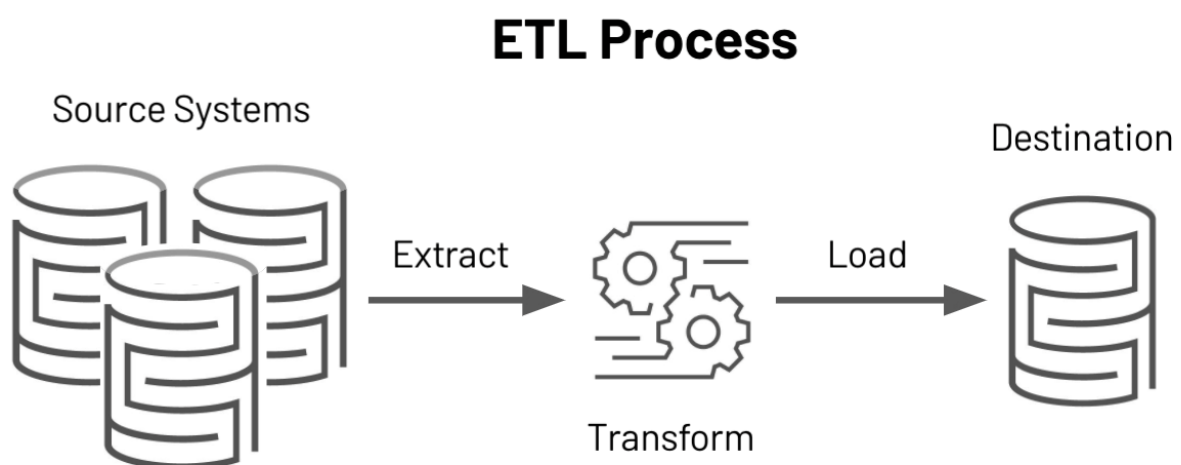 ETL Process
Source Systems
Destination
Extract
Load
Transform